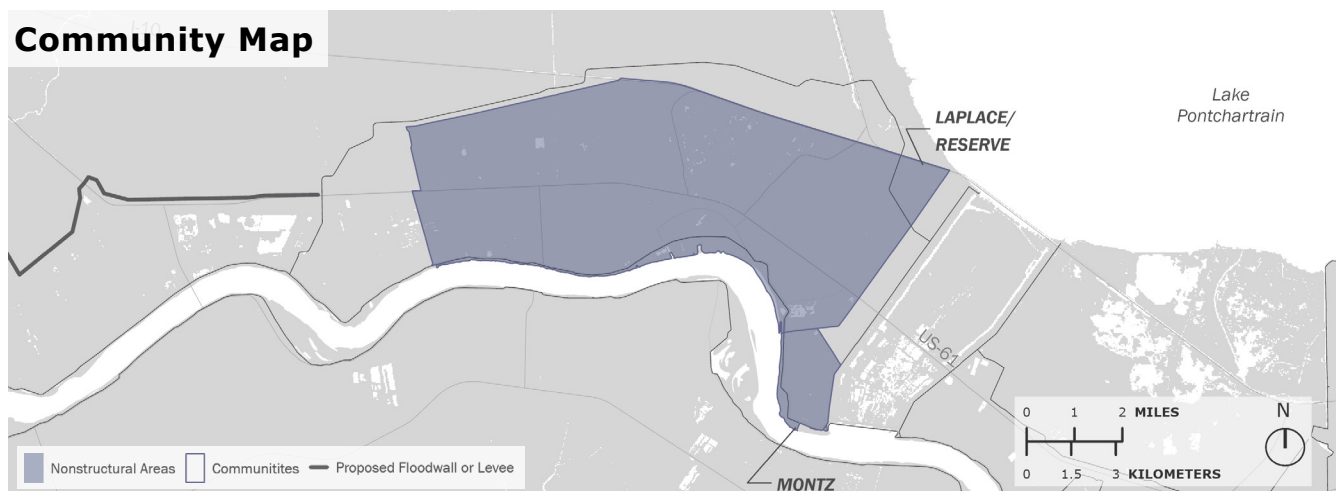 I-10
Community Map
Lake
Pontchartrain
LAPLACE/
RESERVE
US-61
0 1 2 MILES
N
0 1.5 3 KILOMETERS
Nonstructural Areas
Communitites
Proposed Floodwall or Levee
MONTZ